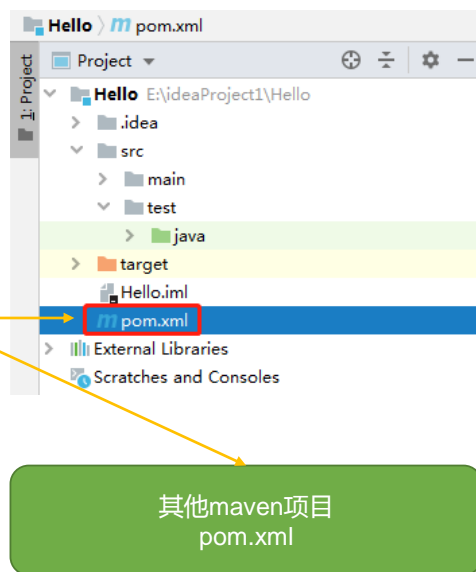 Hello 〉 m pom.xml
1: Project
Project
Hello E:\ideaProject1\Hello
.idea
src
main
test
java
target
Hello.iml
m pom.xml
External Libraries
Scratches and Consoles
其他maven项目
pom.xml